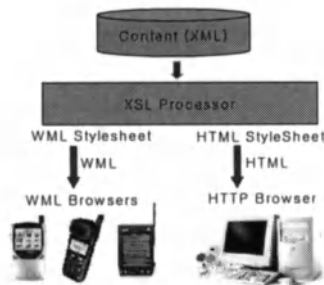 Content (XML)
XSL Processor
WML Stylesheet HTML StyleSheet
WML HTML
WML Browsers HTTP Browser